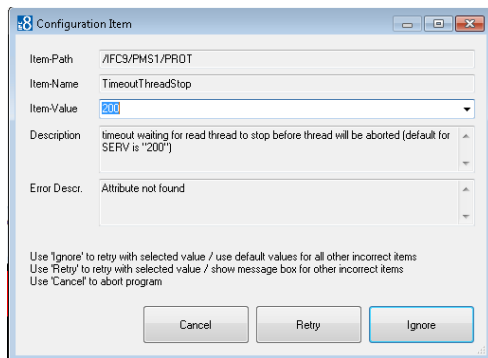 Configuration Item
Item-Path
/IFC9/PMS1/PROT
Item-Name
TimeoutThreadStop
Item-Value
200
Description
timeout waiting for read thread to stop before thread will be aborted (default for
SERV is "200")
Error Descr.
Attribute not found
Use 'Ignore' to retry with selected value / use default values for all other incorrect items
Use 'Retry' to retry with selected value / show message box for other incorrect items
Use 'Cancel' to abort program
Cancel
Retry
Ignore